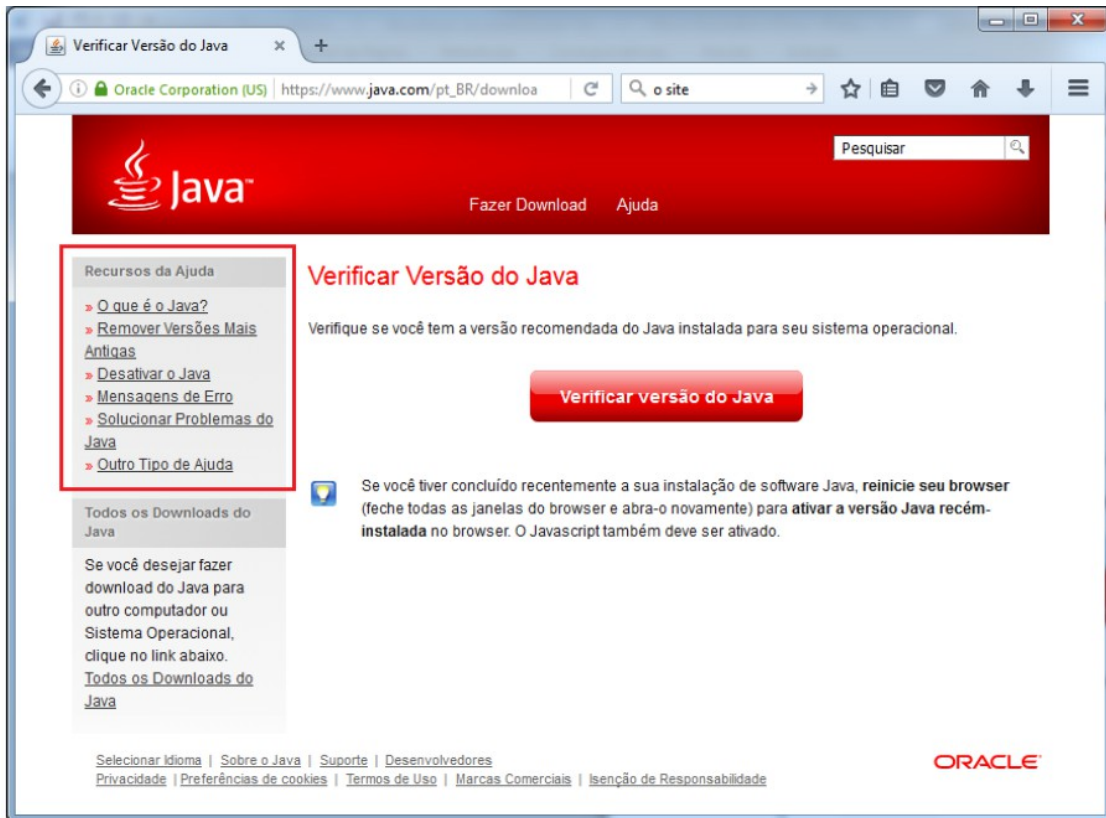 Verificar Versão do Java
Oracle Corporation (US)
https://www.java.com/pt_BR/downloa
o site
Java™
Pesquisar
Fazer Download
Ajuda
Recursos da Ajuda
» O que é o Java?
» Remover Versões Mais
Antigas
» Desativar o Java
» Mensagens de Erro
» Solucionar Problemas do
Java
» Outro Tipo de Ajuda
Todos os Downloads do
Java
Se você desejar fazer
download do Java para
outro computador ou
Sistema Operacional,
clique no link abaixo.
Todos os Downloads do
Java
Verificar Versão do Java
Verifique se você tem a versão recomendada do Java instalada para seu sistema operacional.
Verificar versão do Java
Se você tiver concluído recentemente a sua instalação de software Java, reinicie seu browser
(feche todas as janelas do browser e abra-o novamente) para ativar a versão Java recém-
instalada no browser. O Javascript também deve ser ativado.
Selecionar Idioma | Sobre o Java | Suporte | Desenvolvedores
Privacidade | Preferências de cookies | Termos de Uso | Marcas Comerciais | Isenção de Responsabilidade
ORACLE